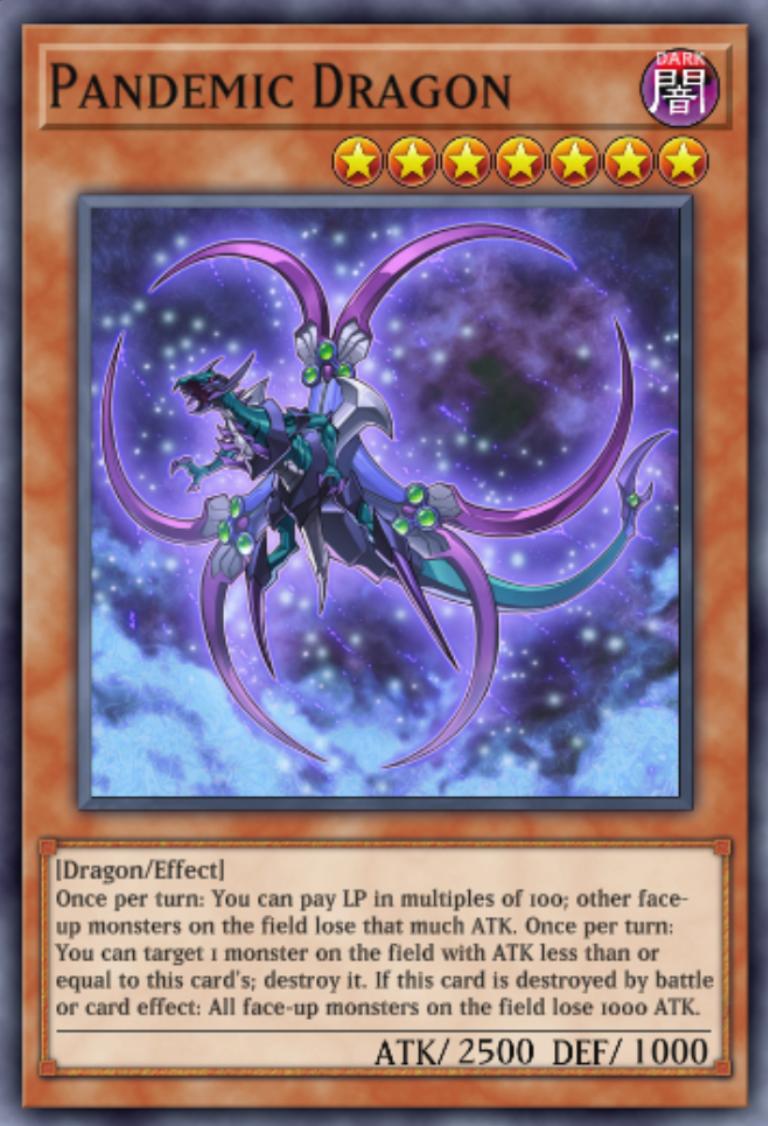 PANDEMIC DRAGON
DARK
闇
[Dragon/Effect]
Once per turn: You can pay LP in multiples of 100; other face-
up monsters on the field lose that much ATK. Once per turn:
You can target 1 monster on the field with ATK less than or
equal to this card's; destroy it. If this card is destroyed by battle
or card effect: All face-up monsters on the field lose 1000 ATK.
ATK/ 2500 DEF/ 1000